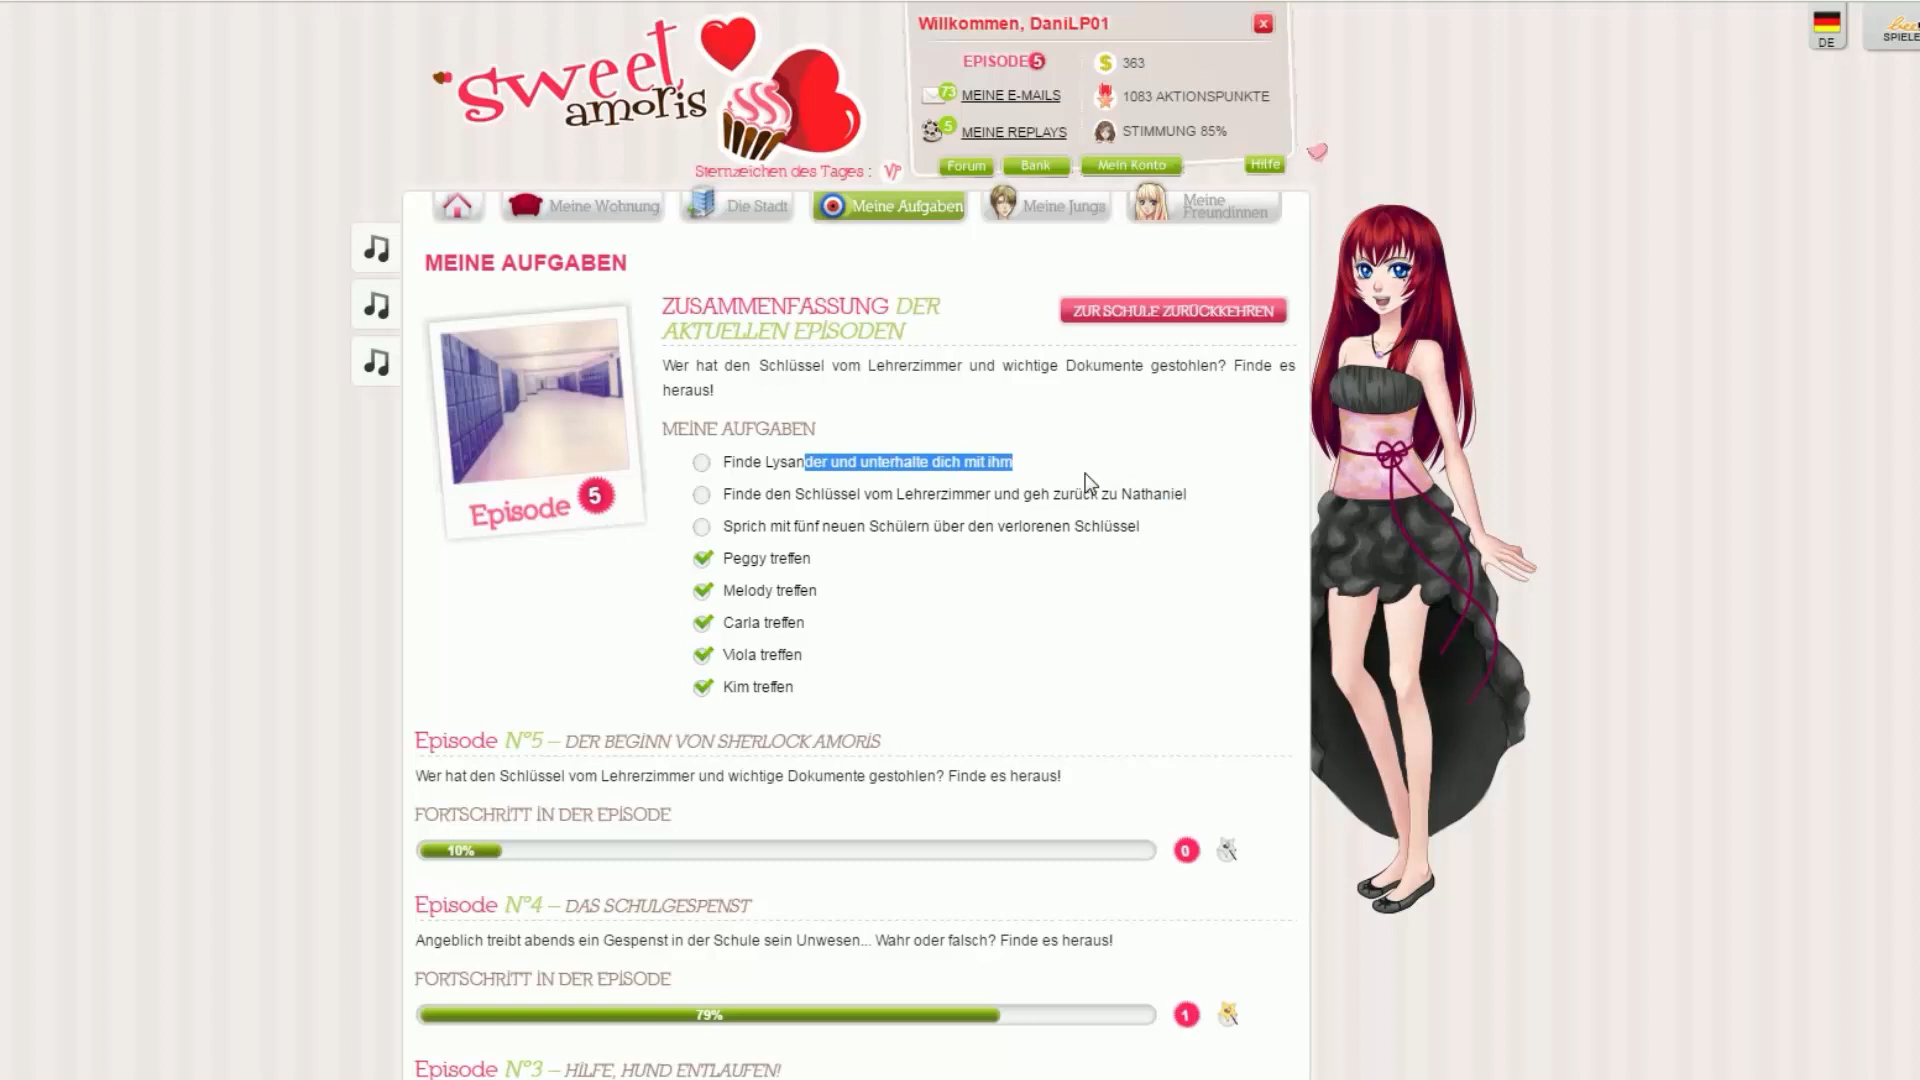 sweet amoris
Willkommen, DaniLP01
EPISODE 5
363
73 MEINE E-MAILS
1083 AKTIONSPUNKTE
5 MEINE REPLAYS
STIMMUNG 85%
Forum Bank Mein Konto Hilfe
DE
SPIELE
Sternzeichen des Tages :
Meine Wohnung Die Stadt Meine Aufgaben Meine Jungs Meine Freundinnen
MEINE AUFGABEN
ZUSAMMENFASSUNG DER
AKTUELLEN EPISODEN
ZUR SCHULE ZURÜCKKEHREN
Wer hat den Schlüssel vom Lehrerzimmer und wichtige Dokumente gestohlen? Finde es
heraus!
Episode 5
MEINE AUFGABEN
Finde Lysander und unterhalte dich mit ihm
Finde den Schlüssel vom Lehrerzimmer und geh zurück zu Nathaniel
Sprich mit fünf neuen Schülern über den verlorenen Schlüssel
Peggy treffen
Melody treffen
Carla treffen
Viola treffen
Kim treffen
Episode N°5 – DER BEGINN VON SHERLOCK AMORIS
Wer hat den Schlüssel vom Lehrerzimmer und wichtige Dokumente gestohlen? Finde es heraus!
FORTSCHRITT IN DER EPISODE
10% 0
Episode N°4 – DAS SCHULGESPENST
Angeblich treibt abends ein Gespenst in der Schule sein Unwesen... Wahr oder falsch? Finde es heraus!
FORTSCHRITT IN DER EPISODE
79% 1
Episode N°3 – HILFE, HUND ENTLAUFEN!